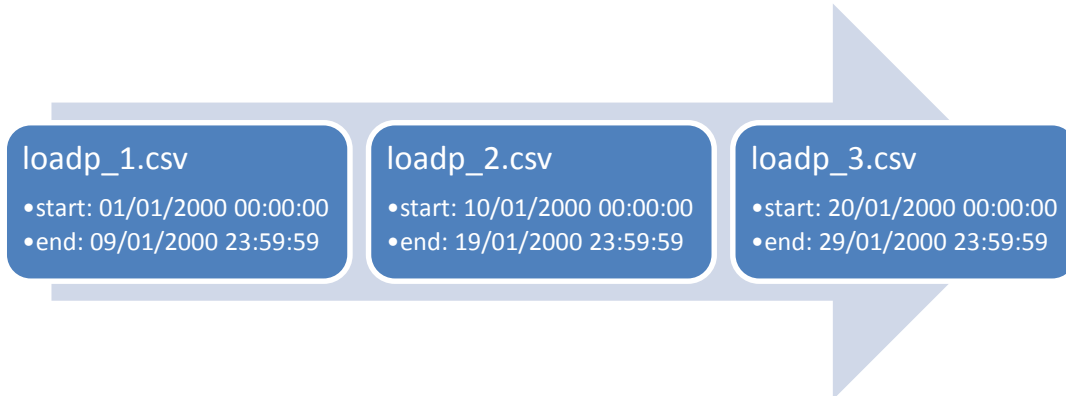 loadp_1.csv
•start: 01/01/2000 00:00:00
•end: 09/01/2000 23:59:59
loadp_2.csv
•start: 10/01/2000 00:00:00
•end: 19/01/2000 23:59:59
loadp_3.csv
•start: 20/01/2000 00:00:00
•end: 29/01/2000 23:59:59